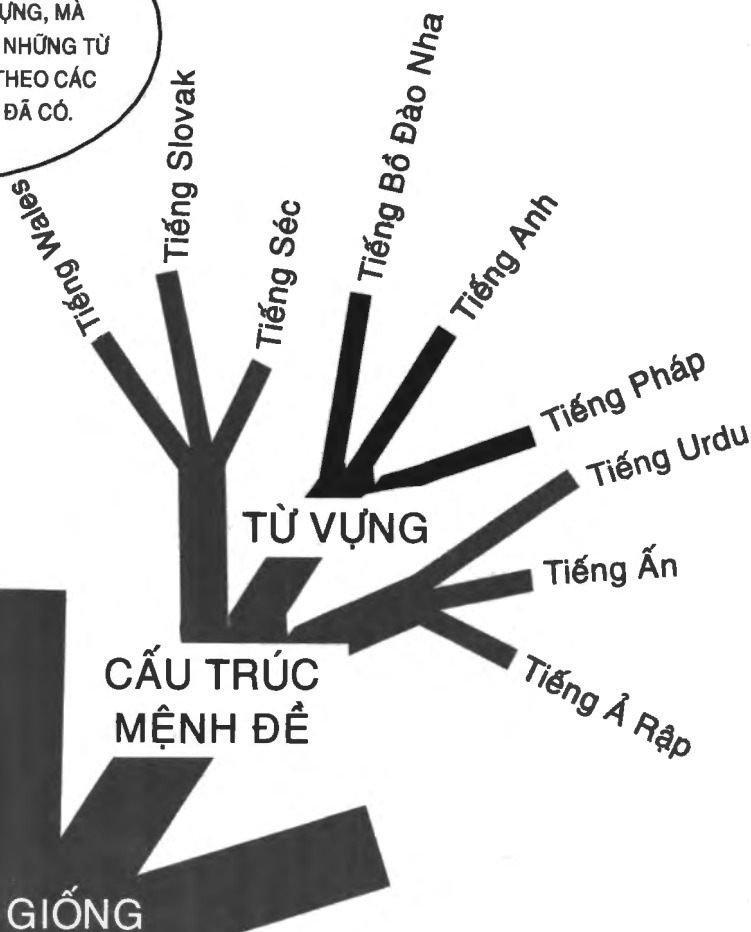 ỰNG, MÀ
NHỮNG TỪ
THEO CÁC
ĐÃ CÓ.
Tiếng Wales
Tiếng Slovak
Tiếng Séc
Tiếng Bồ Đào Nha
Tiếng Anh
Tiếng Pháp
Tiếng Urdu
TỪ VỰNG
Tiếng Ấn
Tiếng Ả Rập
CẤU TRÚC
MỆNH ĐỀ
GIỐNG